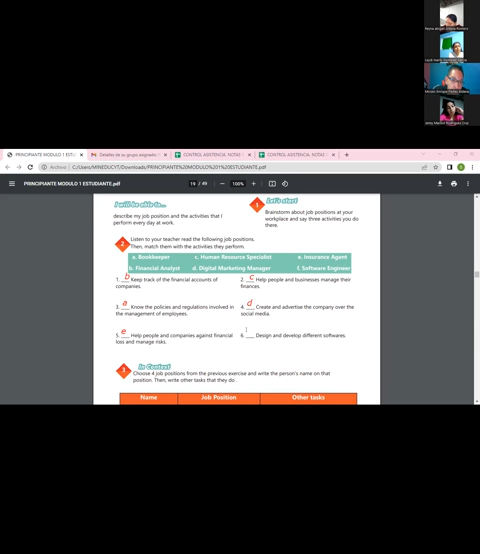 PRINCIPIANTE MODULO 1 EST
Detalles de su grupo asignado
CONTROL ASISTENCIA, NOTAS
CONTROL ASISTENCIA, NOTAS
Archivo | C:/Users/MINEDUCYT/Downloads/PRINCIPIANTE%20MODULO%201%20ESTUDIANTE.pdf
PRINCIPIANTE MODULO 1 ESTUDIANTE.pdf
19 / 49
100%
I will be able to...
describe my job position and the activities that I
perform every day at work.
1. Let's start
Brainstorm about job positions at your
workplace and say three activities you do
there.
2 Listen to your teacher read the following job positions.
Then, match them with the activities they perform.
a. Bookkeeper c. Human Resource Specialist e. Insurance Agent
b. Financial Analyst d. Digital Marketing Manager f. Software Engineer
1. b Keep track of the financial accounts of
companies.
2. c Help people and businesses manage their
finances.
3. a Know the policies and regulations involved in
the management of employees.
4. d Create and advertise the company over the
social media.
5. e Help people and companies against financial
loss and manage risks.
6. ___ Design and develop different softwares.
3. In Context
Choose 4 job positions from the previous exercise and write the person's name on that
position. Then, write other tasks that they do .
Name Job Position Other tasks